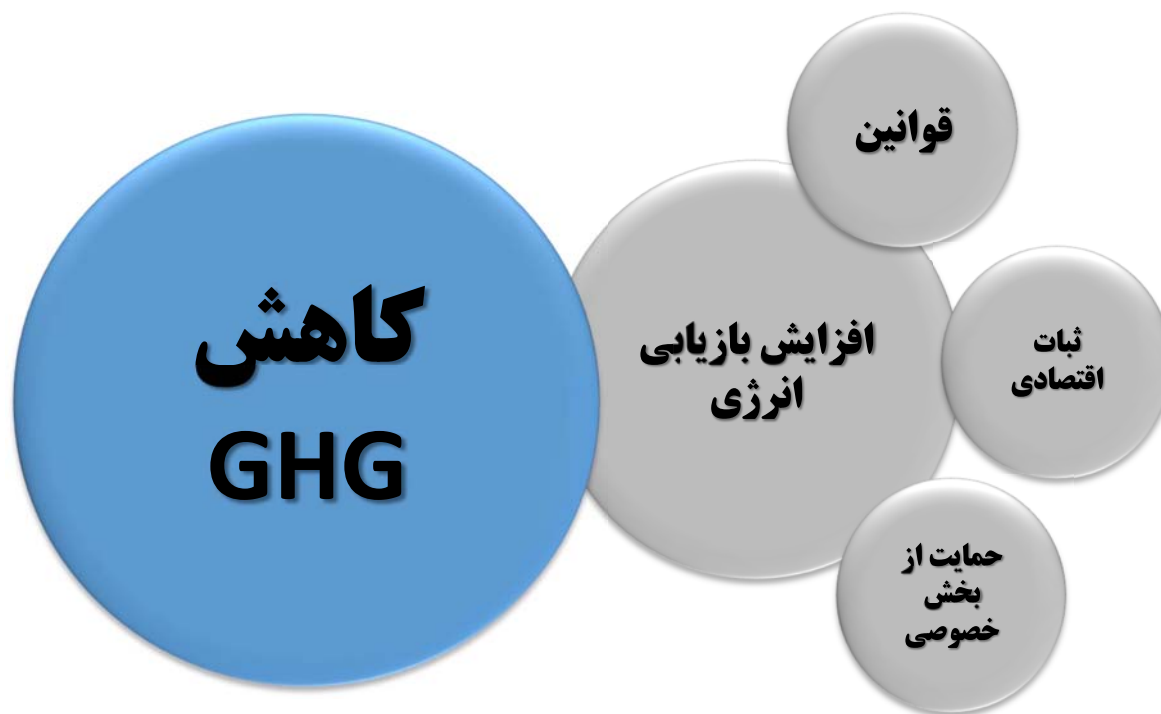 قوانین
کاهش
GHG
افزایش بازیابی
انرژی
ثبات
اقتصادی
حمایت از
بخش
خصوصی